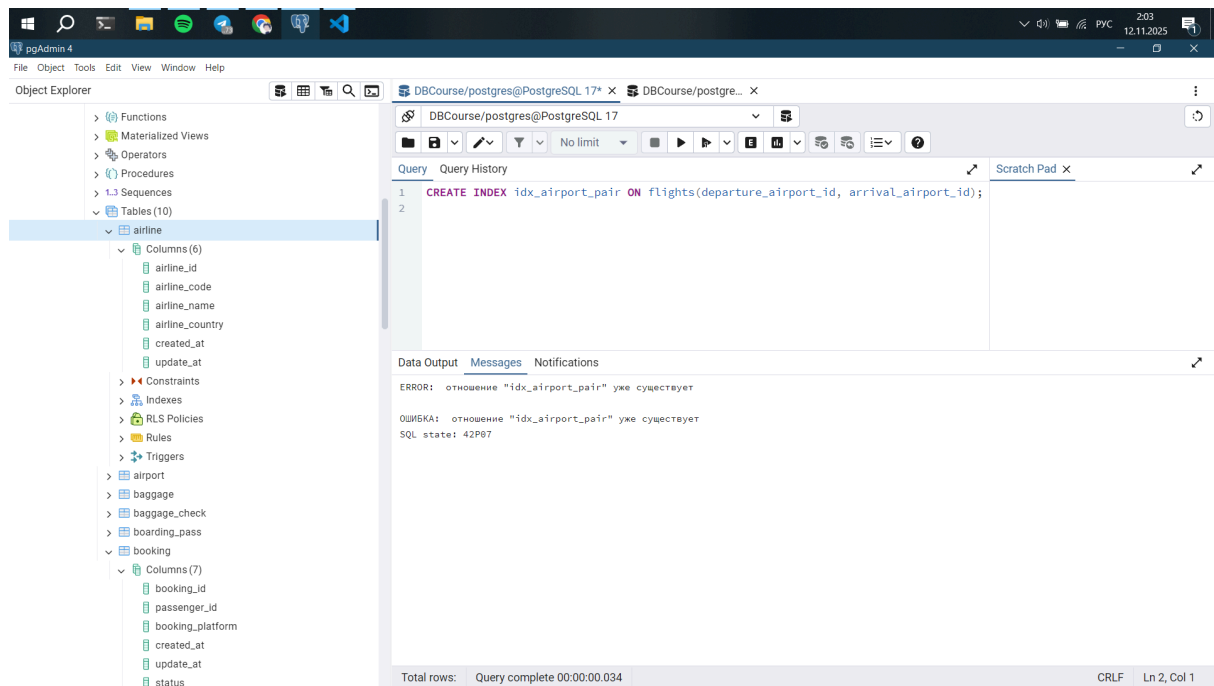 РУС
2:03
12.11.2025
1
pgAdmin 4
File Object Tools Edit View Window Help
Object Explorer
Functions
Materialized Views
Operators
Procedures
1..3 Sequences
Tables (10)
airline
Columns (6)
airline_id
airline_code
airline_name
airline_country
created_at
update_at
Constraints
Indexes
RLS Policies
Rules
Triggers
airport
baggage
baggage_check
boarding_pass
booking
Columns (7)
booking_id
passenger_id
booking_platform
created_at
update_at
status
DBCourse/postgres@PostgreSQL 17*
DBCourse/postgre...
DBCourse/postgres@PostgreSQL 17
No limit
E
Query Query History
Scratch Pad
1 CREATE INDEX idx_airport_pair ON flights(departure_airport_id, arrival_airport_id);
2
Data Output Messages Notifications
ERROR: отношение "idx_airport_pair" уже существует
ОШИБКА: отношение "idx_airport_pair" уже существует
SQL state: 42P07
Total rows: Query complete 00:00:00.034 CRLF Ln 2, Col 1